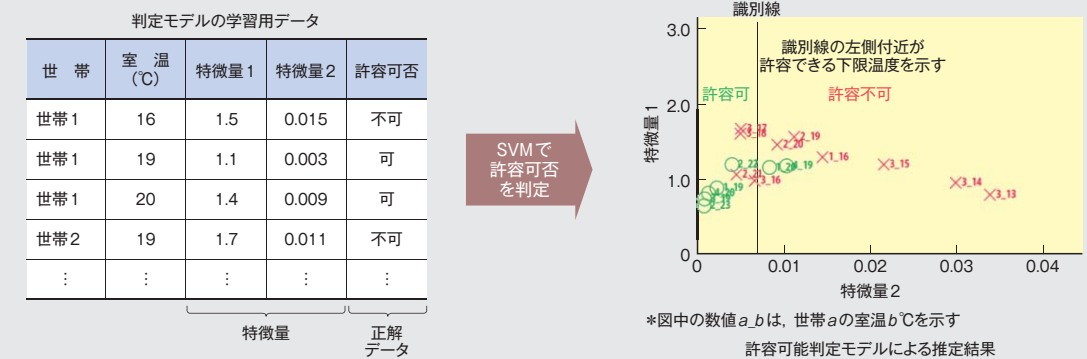 判定モデルの学習用データ
世　帯
室　温
(℃)
特徴量1
特徴量2
許容可否
世帯1
16
1.5
0.015
不可
世帯1
19
1.1
0.003
可
世帯1
20
1.4
0.009
可
世帯2
19
1.7
0.011
不可
⋮
⋮
⋮
⋮
⋮
特徴量
正解
データ
SVMで
許容可否
を判定
識別線
識別線の左側付近が
許容できる下限温度を示す
許容可
許容不可
特徴量1
3.0
2.0
1.0
0
2_19
2_20
1_16
3_15
2_22
4_19
2_21
3_16
3_14
3_13
1_19
2_23
0
0.01
0.02
0.03
0.04
特徴量2
*図中の数値a_bは，世帯aの室温b℃を示す
許容可能判定モデルによる推定結果